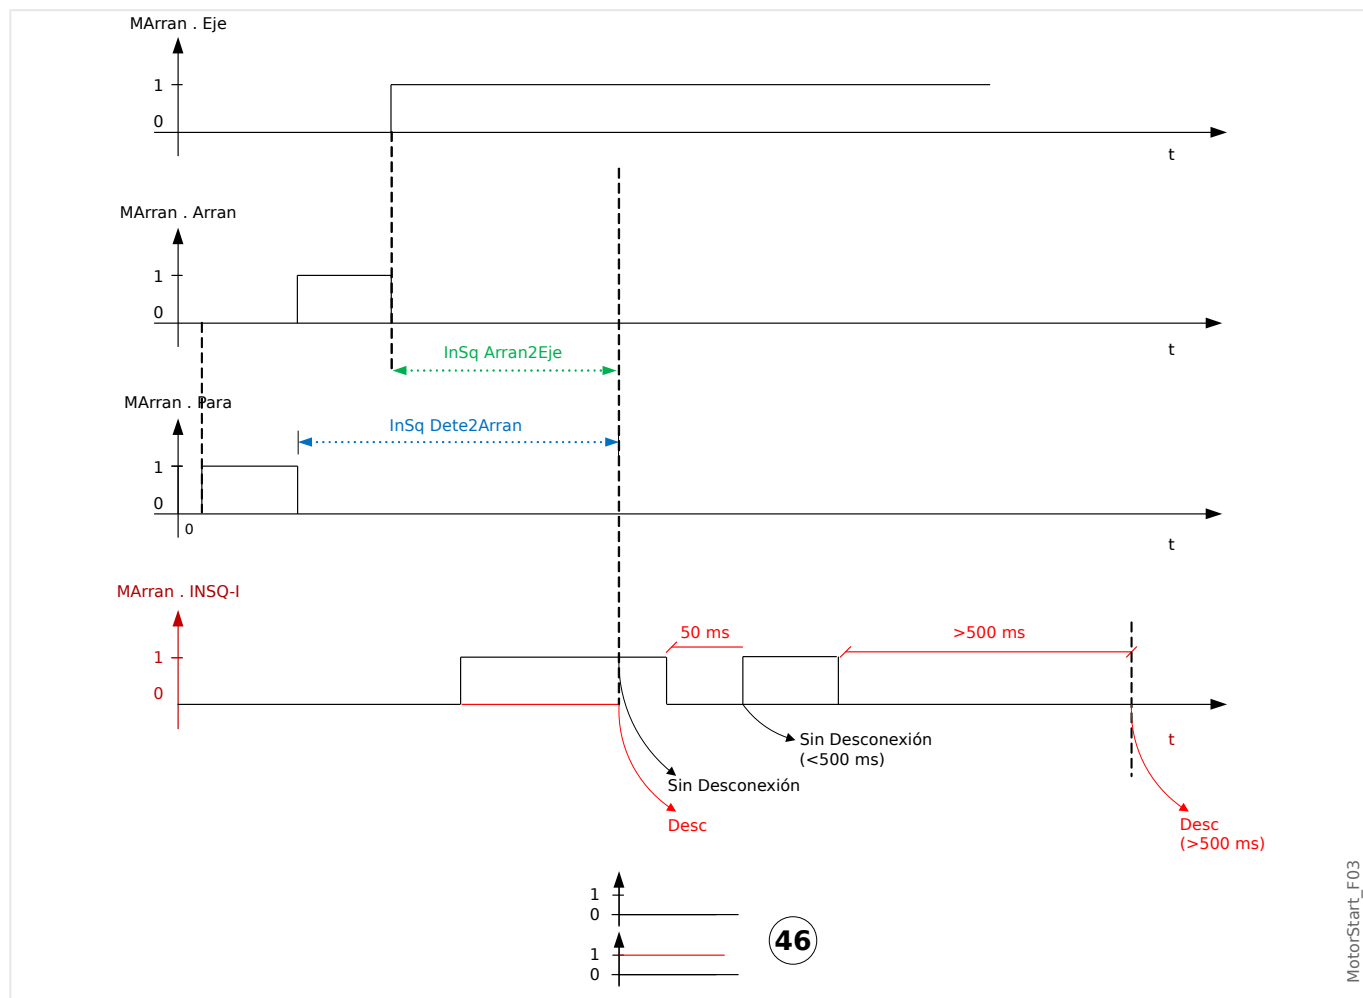 MArran . Eje
1
0
t
MArran . Arran
1
0
t
InSq Arran2Eje
MArran . Para
InSq Dete2Arran
1
0
0
t
MArran . INSQ-I
50 ms
>500 ms
1
0
t
Sin Desconexión
(<500 ms)
Sin Desconexión
Desc
Desc
(>500 ms)
1
0
46
1
0
MotorStart_F03